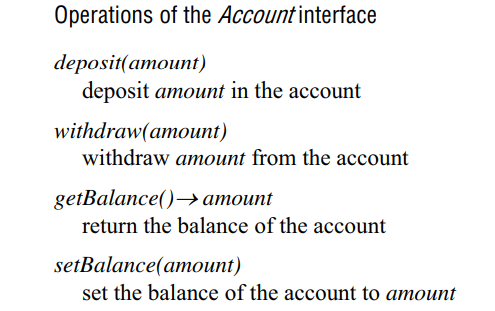 Operations of the Account interface
deposit(amount)
deposit amount in the account
withdraw(amount)
withdraw amount from the account
getBalance()→ amount
return the balance of the account
setBalance(amount)
set the balance of the account to amount